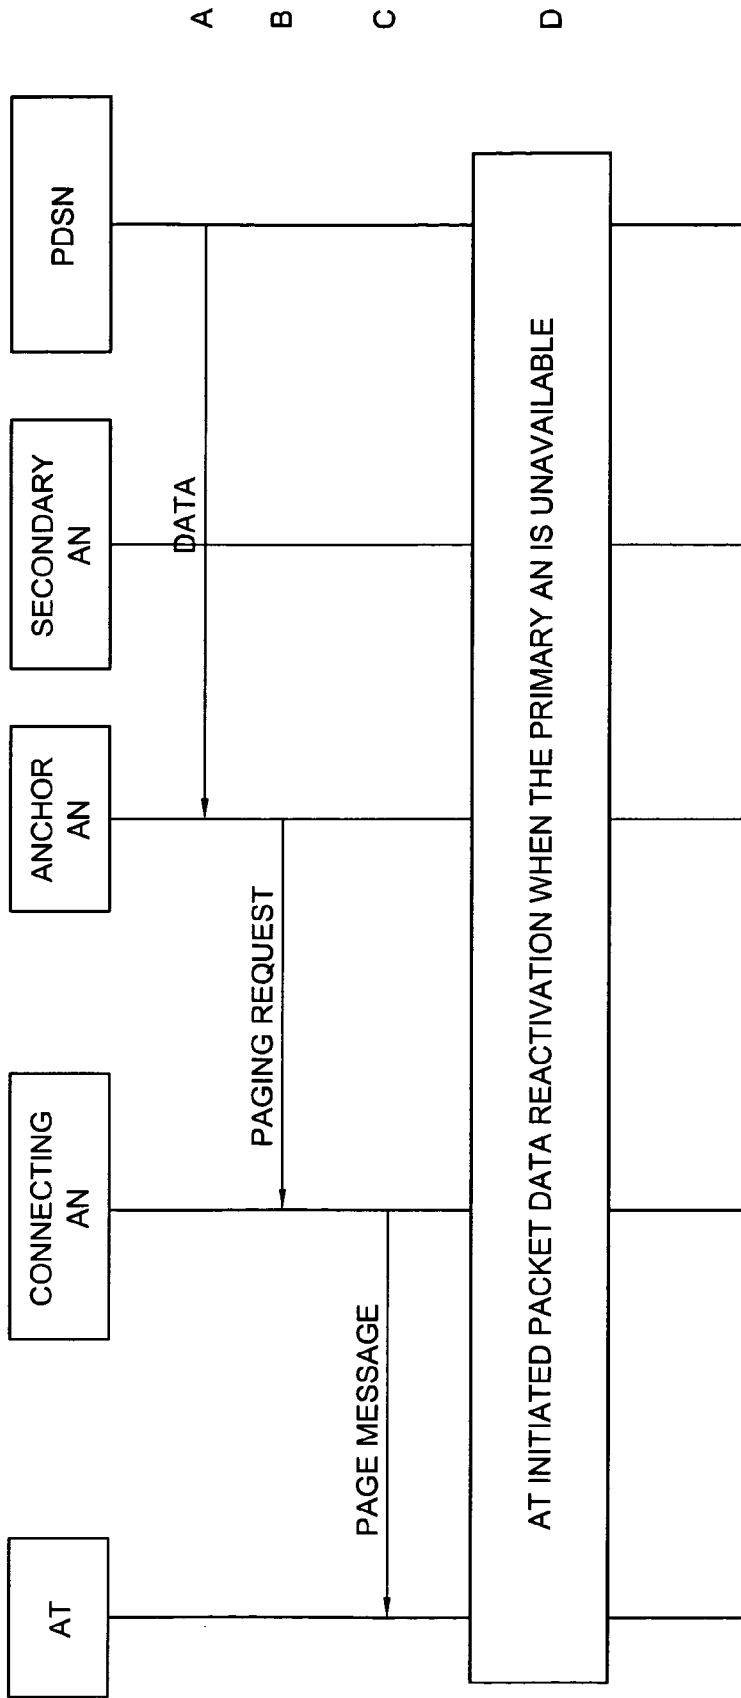 AT
CONNECTING
AN
ANCHOR
AN
SECONDARY
AN
PDSN
DATA
A
PAGING REQUEST
B
PAGE MESSAGE
C
AT INITIATED PACKET DATA REACTIVATION WHEN THE PRIMARY AN IS UNAVAILABLE
D